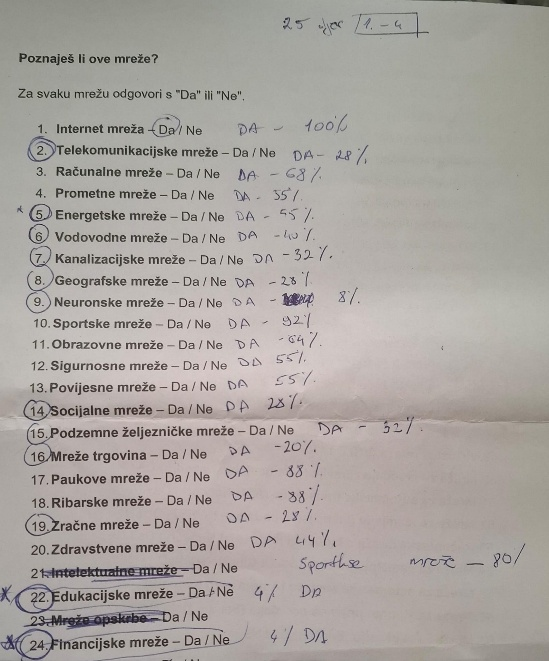 25 djec 1. - 4
Poznaješ li ove mreže?
Za svaku mrežu odgovori s "Da" ili "Ne".
1. Internet mreža – Da / Ne DA - 100%
2. Telekomunikacijske mreže – Da / Ne DA - 28%
3. Računalne mreže – Da / Ne DA - 68%
4. Prometne mreže – Da / Ne DA - 35%
5. Energetske mreže – Da / Ne DA - 55%
6. Vodovodne mreže – Da / Ne DA - 40%
7. Kanalizacijske mreže – Da / Ne DA - 32%.
8. Geografske mreže – Da / Ne DA - 28%
9. Neuronske mreže – Da / Ne DA - 8%
10. Sportske mreže – Da / Ne DA - 92%
11. Obrazovne mreže – Da / Ne DA - 64%.
12. Sigurnosne mreže – Da / Ne DA 55%
13. Povijesne mreže – Da / Ne DA 55%
14. Socijalne mreže – Da / Ne DA 28%
15. Podzemne željezničke mreže – Da / Ne DA - 32%
16. Mreže trgovina – Da / Ne DA - 20%
17. Paukove mreže – Da / Ne DA - 88%
18. Ribarske mreže – Da / Ne DA - 88%
19. Zračne mreže – Da / Ne DA - 28%
20. Zdravstvene mreže – Da / Ne DA 44%
21. Intelektualne mreže – Da / Ne mreže - 80%
22. Edukacijske mreže – Da / Ne 4% DA
23. Mreže opskrbe – Da / Ne
24. Financijske mreže – Da / Ne 4% DA